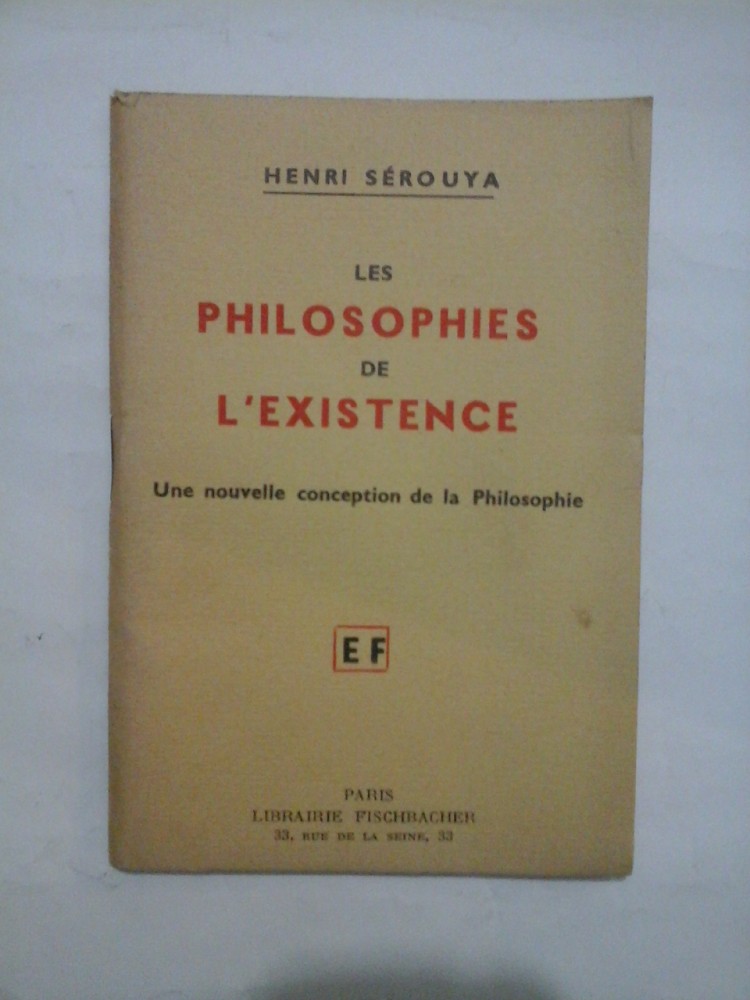 HENRI SÉROUYA
LES
PHILOSOPHIES
DE
L'EXISTENCE
Une nouvelle conception de la Philosophie
EF
PARIS
LIBRAIRIE FISCHBACHER
33, RUE DE LA SEINE, 33